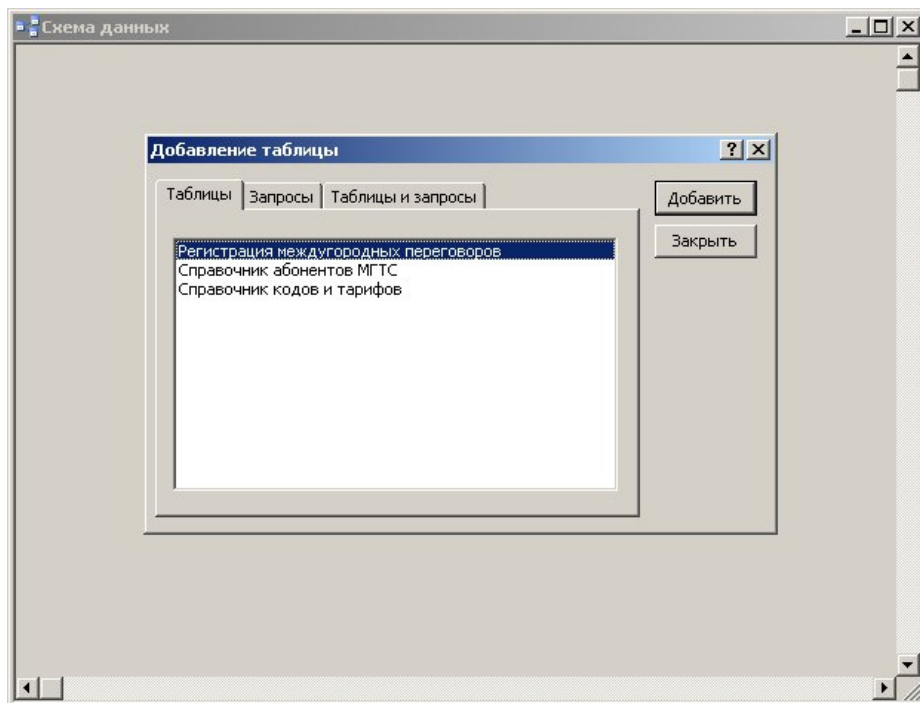 Схема данных
Добавление таблицы
Таблицы
Запросы
Таблицы и запросы
Добавить
Закрыть
Регистрация междугородных переговоров
Справочник абонентов МГТС
Справочник кодов и тарифов